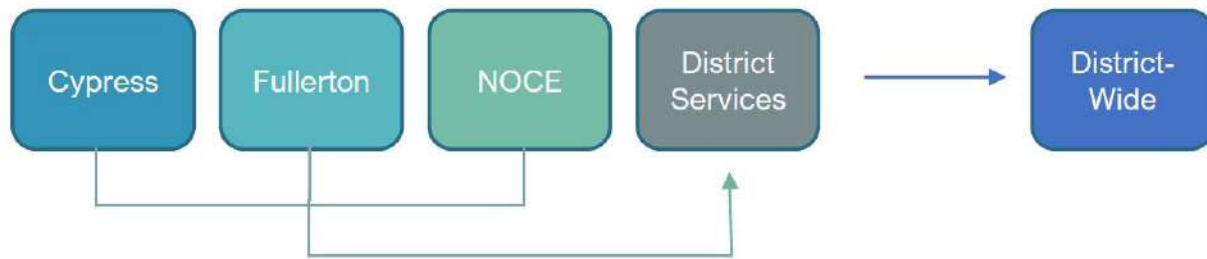 Cypress
Fullerton
NOCE
District
Services
District-
Wide